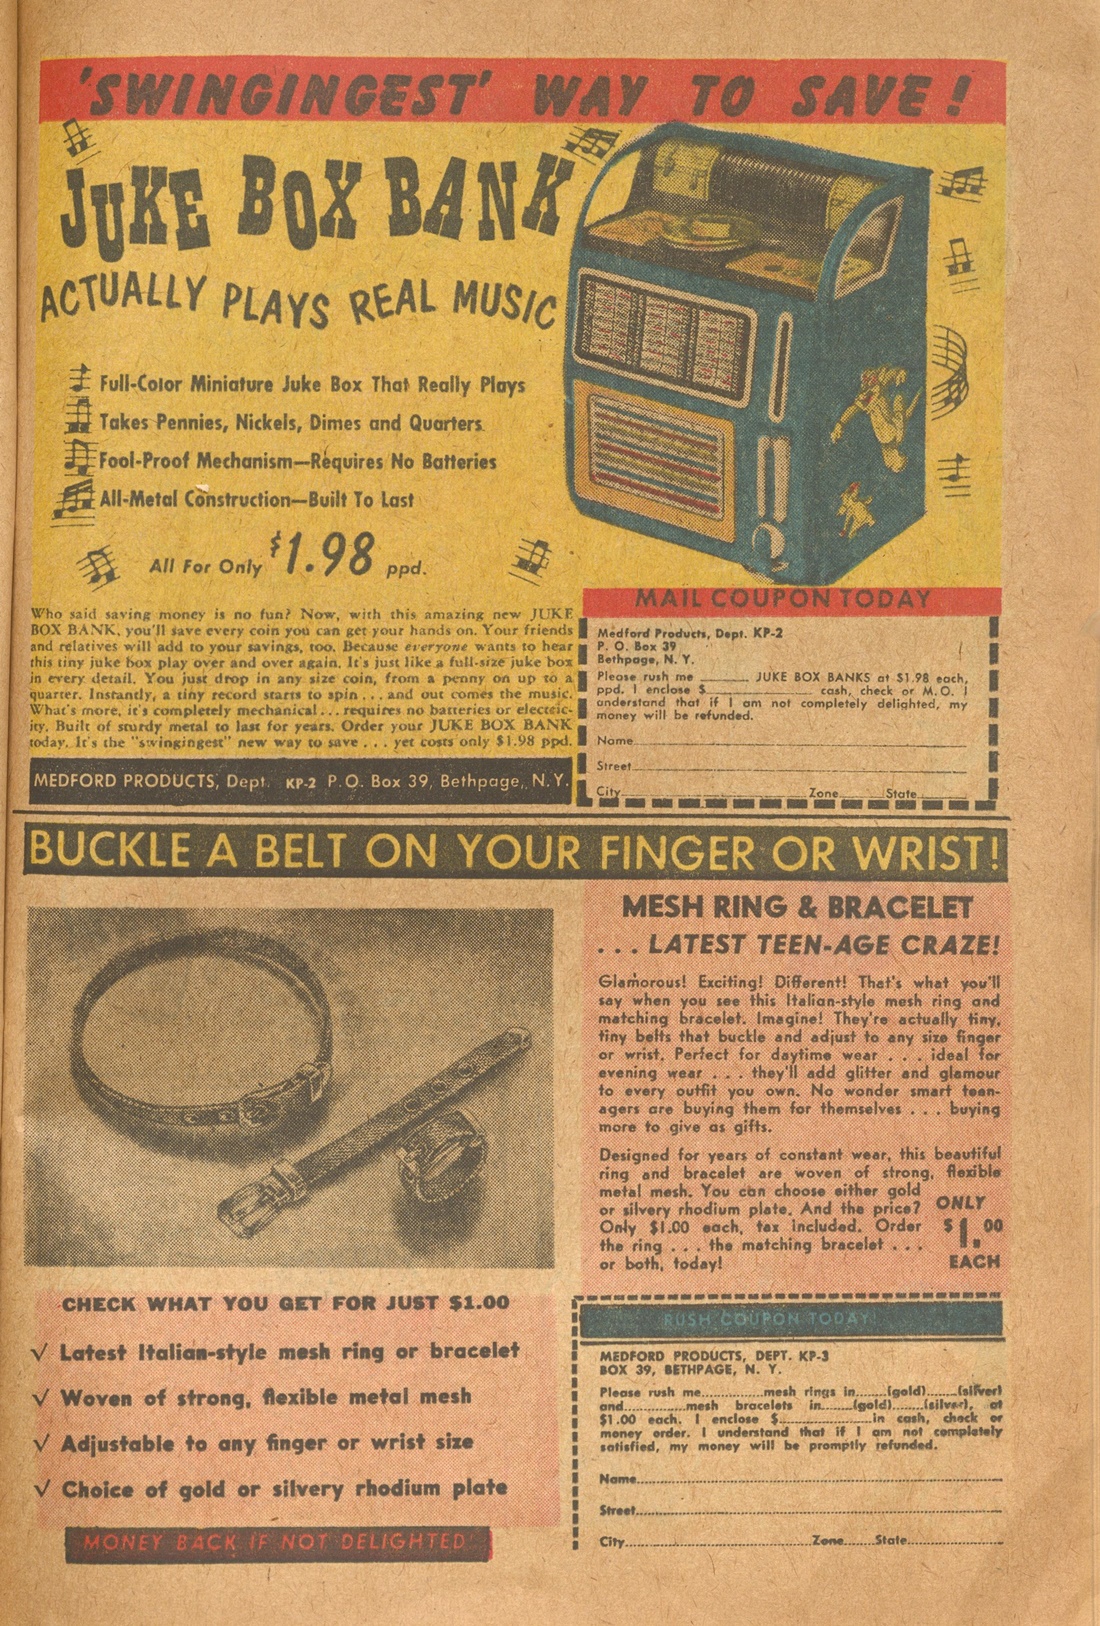 'SWINGINGEST' WAY TO SAVE!
JUKE BOX BANK
ACTUALLY PLAYS REAL MUSIC
Full-Color Miniature Juke Box That Really Plays
Takes Pennies, Nickels, Dimes and Quarters
Fool-Proof Mechanism—Requires No Batteries
All-Metal Construction—Built To Last
All For Only $1.98 ppd.
Who said saving money is no fun? Now, with this amazing new JUKE
BOX BANK, you'll save every coin you can get your hands on. Your friends
and relatives will add to your savings, too. Because everyone wants to hear
this tiny juke box play over and over again. It's just like a full-size juke box
in every detail. You just drop in any size coin, from a penny on up to a
quarter. Instantly, a tiny record starts to spin . . . and out comes the music.
What's more, it's completely mechanical . . . requires no batteries or electric-
ity. Built of sturdy metal to last for years. Order your JUKE BOX BANK
today. It's the "swingingest" new way to save . . . yet costs only $1.98 ppd.
MEDFORD PRODUCTS, Dept. KP-2 P.O. Box 39, Bethpage, N.Y.
MAIL COUPON TODAY
Medford Products, Dept. KP-2
P. O. Box 39
Bethpage, N. Y.
Please rush me ________ JUKE BOX BANKS at $1.98 each,
ppd. I enclose $____________ cash, check or M.O. I
understand that if I am not completely delighted, my
money will be refunded.
Name
Street
City Zone State
BUCKLE A BELT ON YOUR FINGER OR WRIST!
MESH RING & BRACELET
. . . LATEST TEEN-AGE CRAZE!
Glamorous! Exciting! Different! That's what you'll
say when you see this Italian-style mesh ring and
matching bracelet. Imagine! They're actually tiny,
tiny belts that buckle and adjust to any size finger
or wrist. Perfect for daytime wear . . . ideal for
evening wear . . . they'll add glitter and glamour
to every outfit you own. No wonder smart teen-
agers are buying them for themselves . . . buying
more to give as gifts.
Designed for years of constant wear, this beautiful
ring and bracelet are woven of strong, flexible
metal mesh. You can choose either gold
or silvery rhodium plate. And the price?
Only $1.00 each, tax included. Order
the ring . . . the matching bracelet . . .
or both, today!
ONLY
$1.00
EACH
CHECK WHAT YOU GET FOR JUST $1.00
√ Latest Italian-style mesh ring or bracelet
√ Woven of strong, flexible metal mesh
√ Adjustable to any finger or wrist size
√ Choice of gold or silvery rhodium plate
MONEY BACK IF NOT DELIGHTED!
RUSH COUPON TODAY!
MEDFORD PRODUCTS, DEPT. KP-3
BOX 39, BETHPAGE, N. Y.
Please rush me............mesh rings in......(gold)......(silver)
and............mesh bracelets in......(gold)......(silver), at
$1.00 each. I enclose $..................in cash, check or
money order. I understand that if I am not completely
satisfied, my money will be promptly refunded.
Name
Street
City Zone State